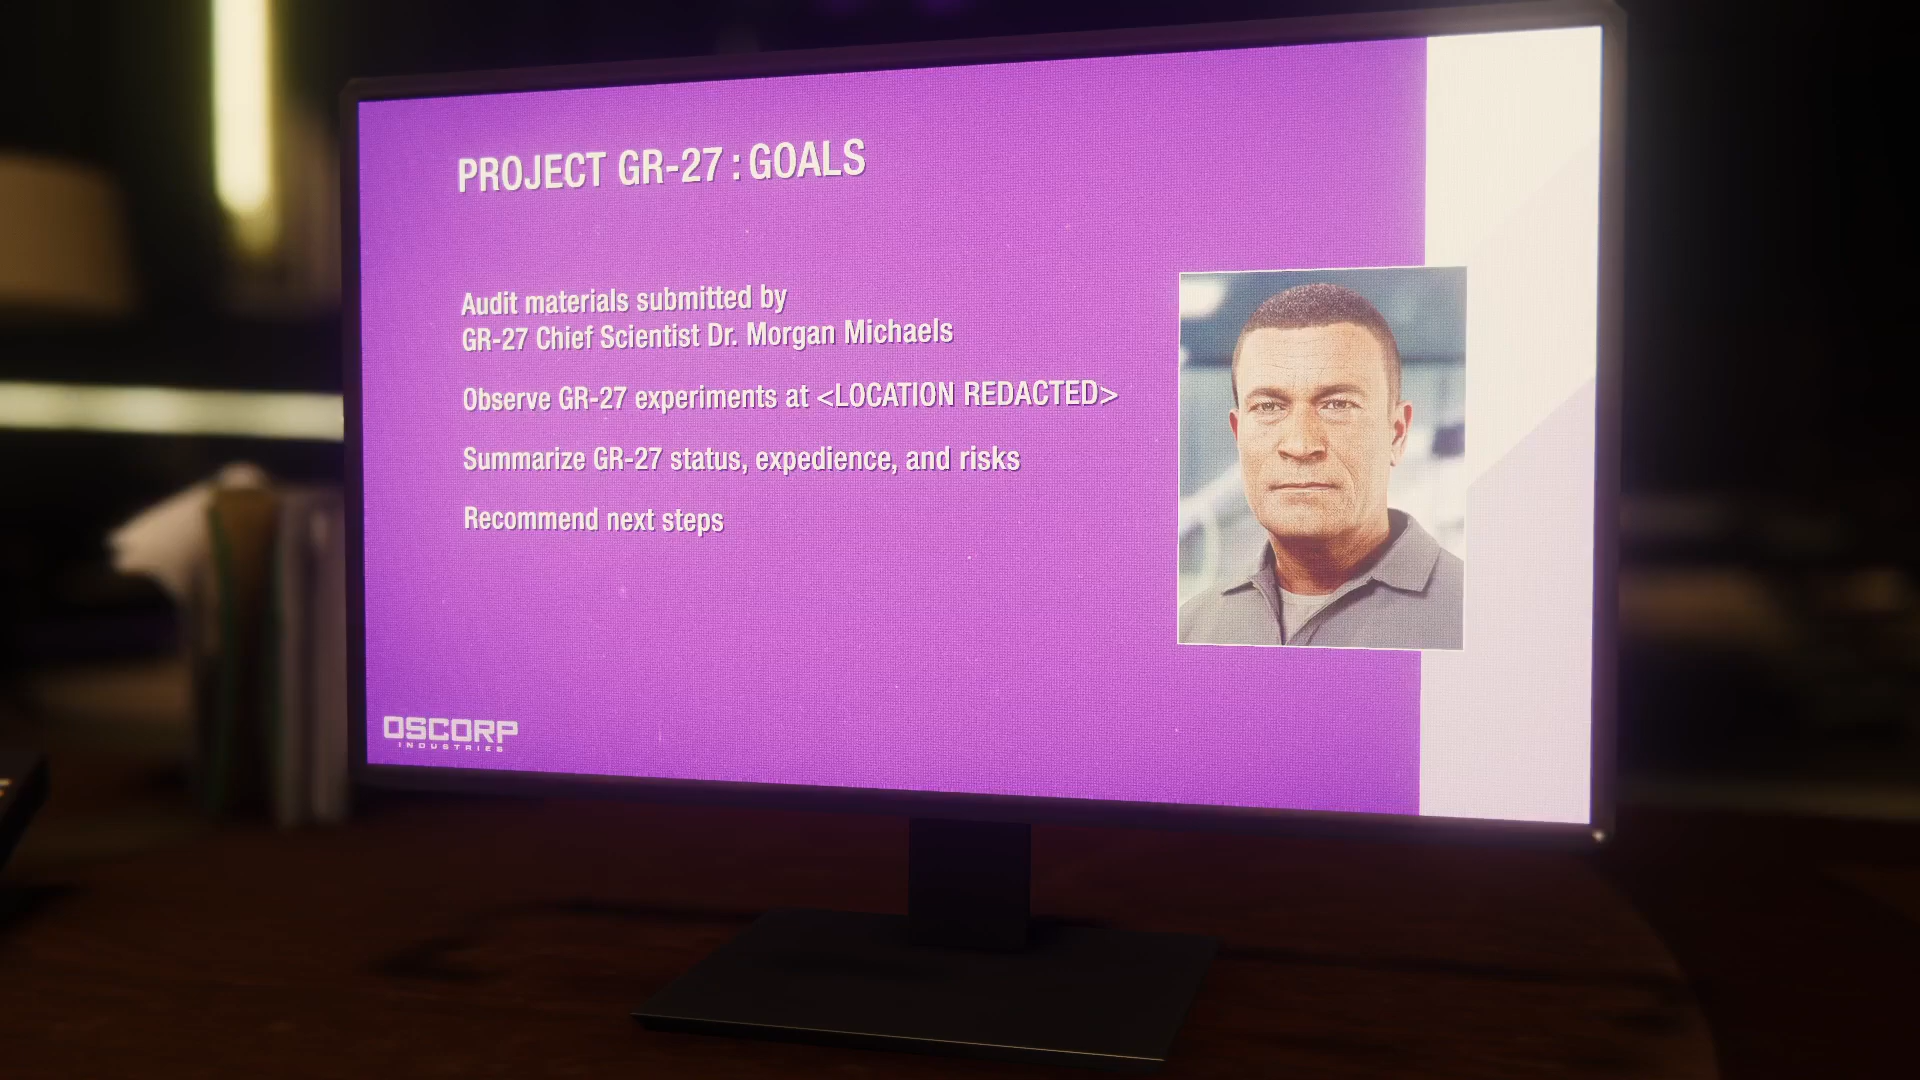 PROJECT GR-27 : GOALS
Audit materials submitted by
GR-27 Chief Scientist Dr. Morgan Michaels
Observe GR-27 experiments at <LOCATION REDACTED>
Summarize GR-27 status, expedience, and risks
Recommend next steps
OSCORP
INDUSTRIES